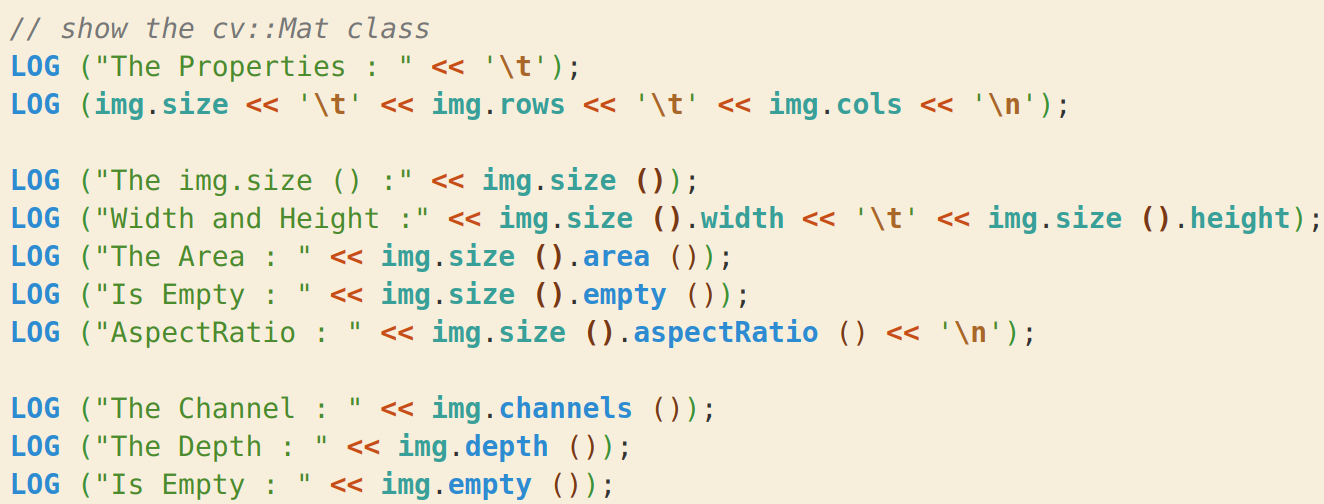 // show the cv::Mat class
LOG ("The Properties : " << '\t');
LOG (img.size << '\t' << img.rows << '\t' << img.cols << '\n');
LOG ("The img.size () :" << img.size ());
LOG ("Width and Height :" << img.size ().width << '\t' << img.size ().height);
LOG ("The Area : " << img.size ().area ());
LOG ("Is Empty : " << img.size ().empty ());
LOG ("AspectRatio : " << img.size ().aspectRatio () << '\n');
LOG ("The Channel : " << img.channels ());
LOG ("The Depth : " << img.depth ());
LOG ("Is Empty : " << img.empty ());